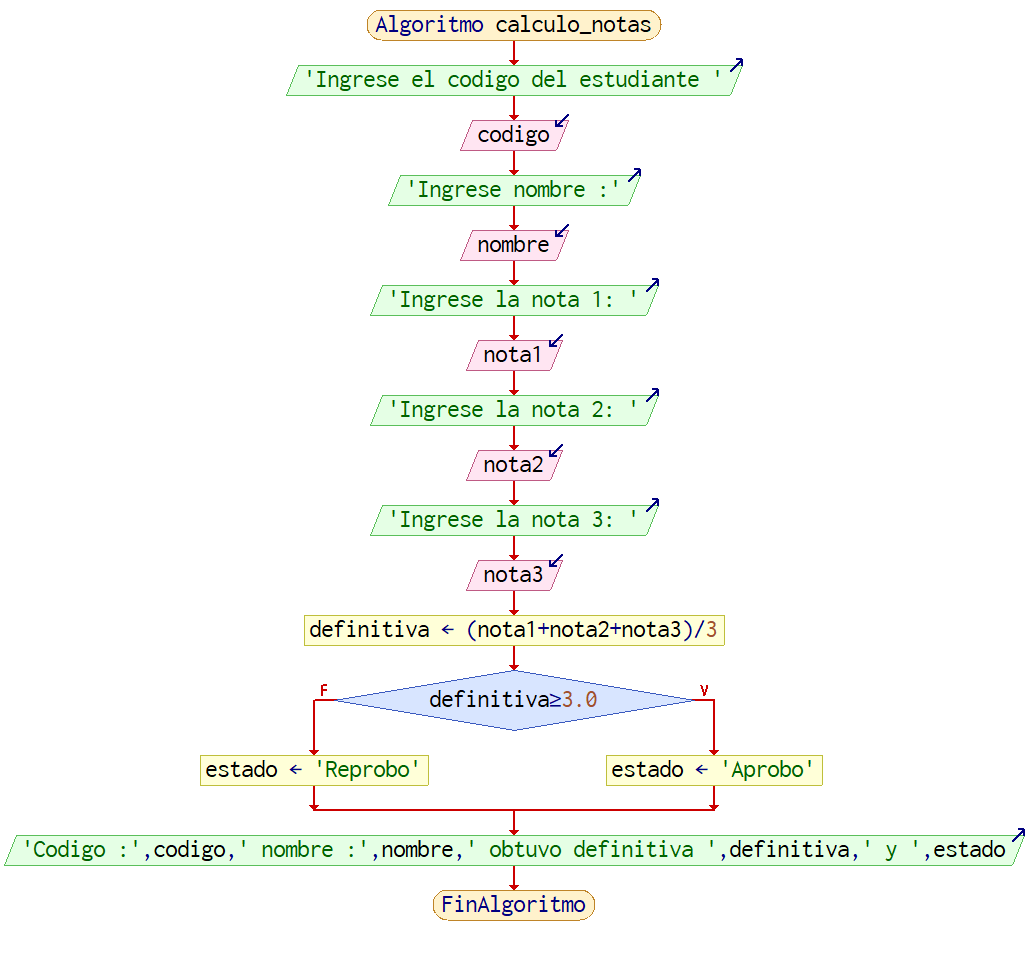 Algoritmo calculo_notas
'Ingrese el codigo del estudiante '
codigo
'Ingrese nombre :'
nombre
'Ingrese la nota 1: '
nota1
'Ingrese la nota 2: '
nota2
'Ingrese la nota 3: '
nota3
definitiva ← (nota1+nota2+nota3)/3
F
V
definitiva≥3.0
estado ← 'Reprobo'
estado ← 'Aprobo'
'Codigo :',codigo,' nombre :',nombre,' obtuvo definitiva ',definitiva,' y ',estado
FinAlgoritmo